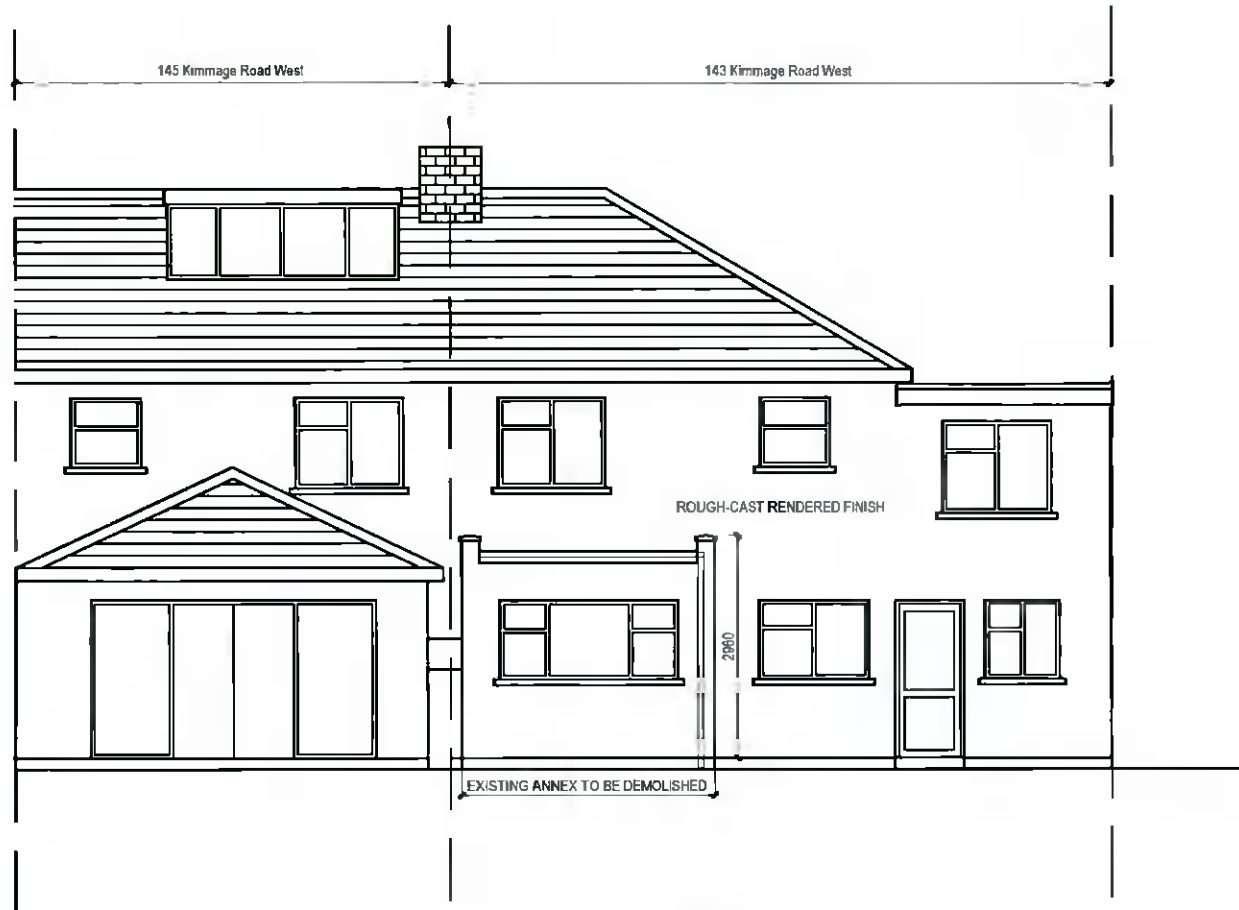 145 Kimmage Road West
143 Kimmage Road West
ROUGH-CAST RENDERED FINISH
2960
EXISTING ANNEX TO BE DEMOLISHED